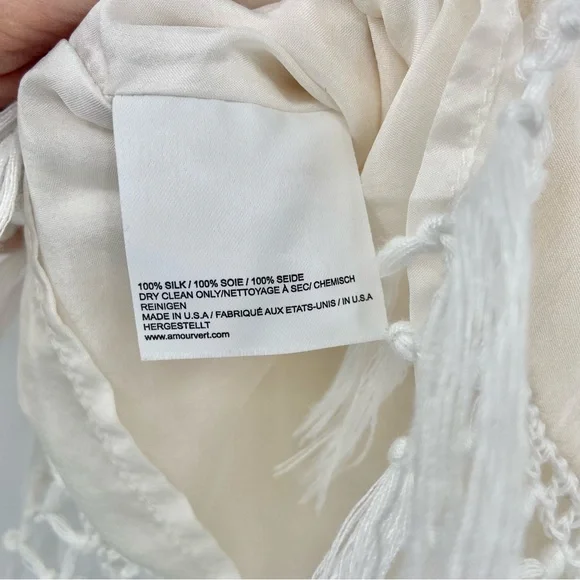 100% SILK / 100% SOIE / 100% SEIDE
DRY CLEAN ONLY/NETTOYAGE À SEC/ CHEMISCH
REINIGEN
MADE IN U.S.A / FABRIQUÉ AUX ETATS-UNIS / IN U.S.A
HERGESTELLT
www.amourvert.com